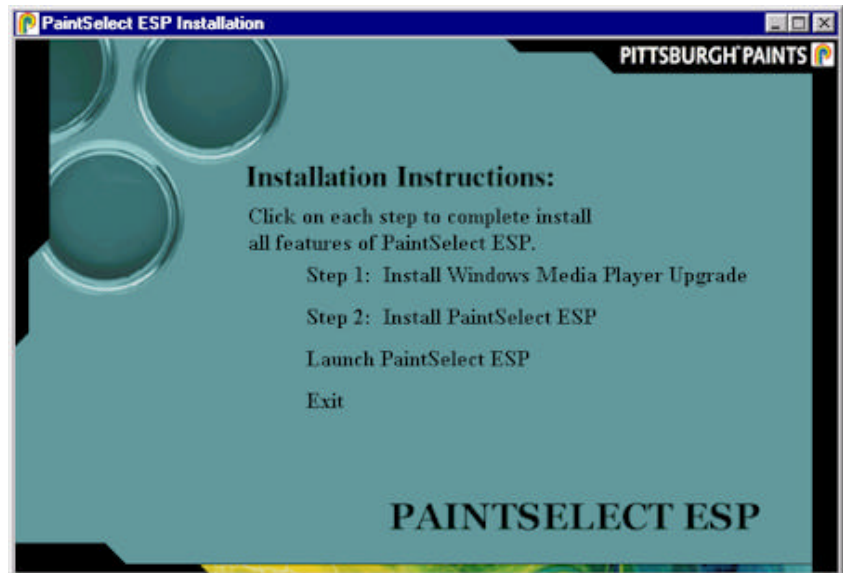 PaintSelect ESP Installation
PITTSBURGH PAINTS
Installation Instructions:
Click on each step to complete install
all features of PaintSelect ESP.
Step 1: Install Windows Media Player Upgrade
Step 2: Install PaintSelect ESP
Launch PaintSelect ESP
Exit
PAINTSELECT ESP